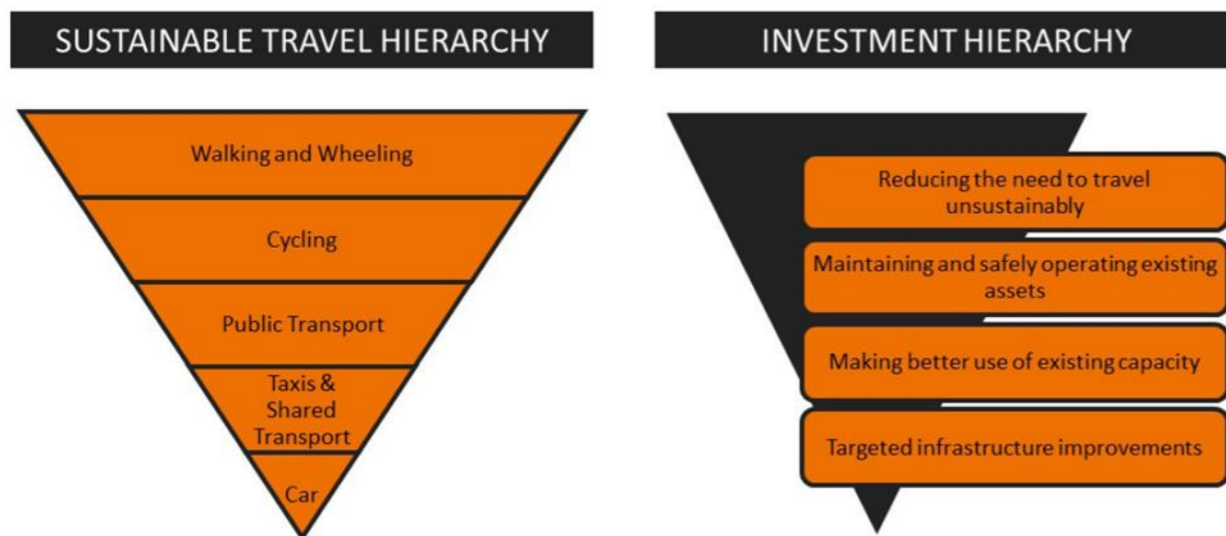 SUSTAINABLE TRAVEL HIERARCHY
Walking and Wheeling
Cycling
Public Transport
Taxis &
Shared
Transport
Car
INVESTMENT HIERARCHY
Reducing the need to travel
unsustainably
Maintaining and safely operating existing
assets
Making better use of existing capacity
Targeted infrastructure improvements